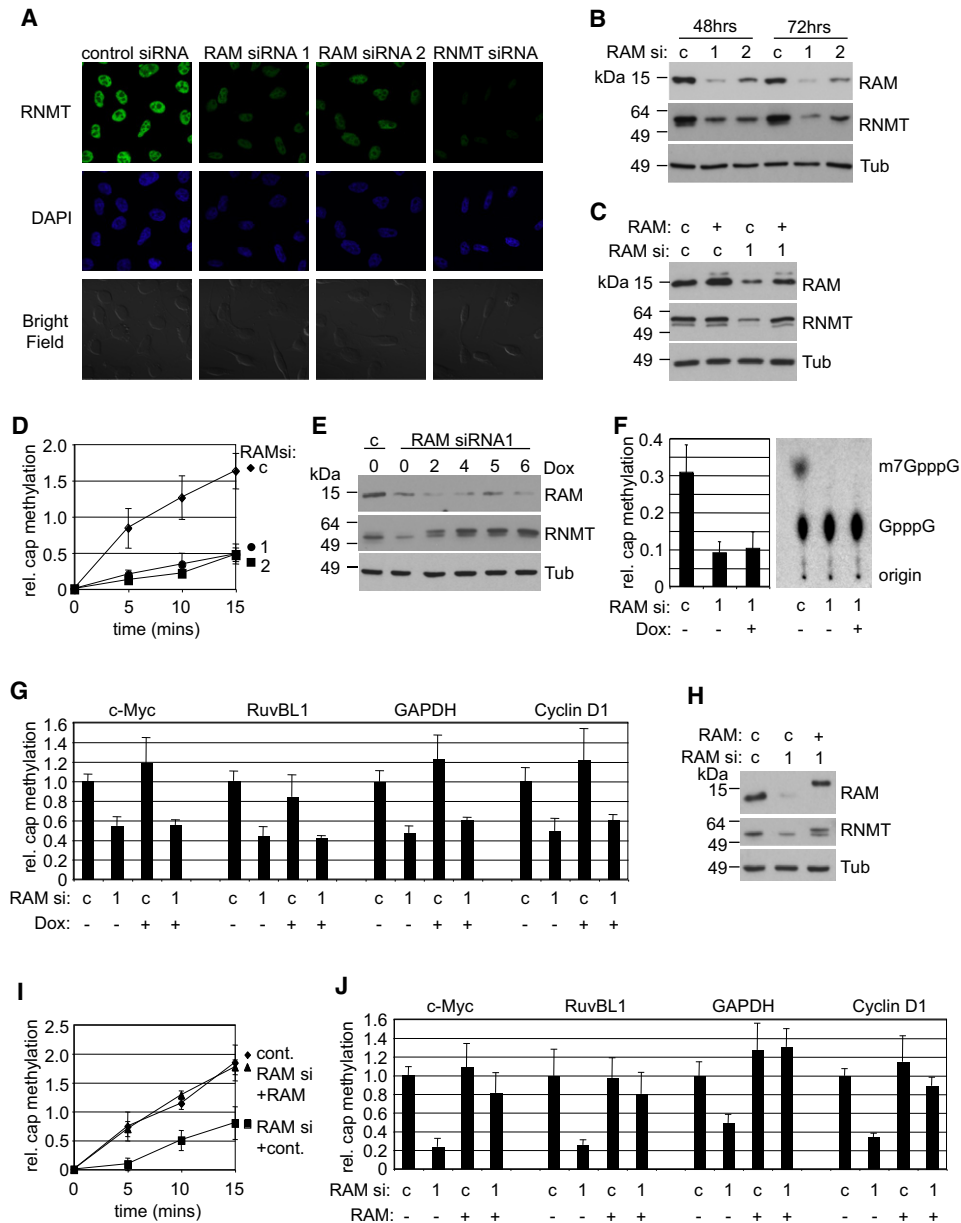 A
control siRNA RAM siRNA 1 RAM siRNA 2 RNMT siRNA
RNMT
DAPI
Bright
Field
B
48hrs 72hrs
RAM si: c 1 2 c 1 2
kDa 15 RAM
64
49
RNMT
49 Tub
C
RAM: c + c +
RAM si: c c 1 1
kDa 15 RAM
64
49
RNMT
49 Tub
D
rel. cap methylation
2.0
1.5
1.0
0.5
0
0 5 10 15
time (mins)
RAMsi:
c
1
2
E
c RAM siRNA1
0 0 2 4 5 6 Dox
kDa
15 RAM
64
49
RNMT
49 Tub
F
rel. cap methylation
0.4
0.3
0.2
0.1
0
RAM si: c 1 1
Dox: - - +
m7GpppG
GpppG
origin
c 1 1
- - +
G
c-Myc RuvBL1 GAPDH Cyclin D1
rel. cap methylation
1.6
1.4
1.2
1.0
0.8
0.6
0.4
0.2
0
RAM si: c 1 c 1 c 1 c 1 c 1 c 1 c 1 c 1
Dox: - - + + - - + + - - + + - - + +
H
RAM: c c +
RAM si: c 1 1
kDa
15 RAM
64
49
RNMT
49 Tub
I
rel. cap methylation
2.5
2.0
1.5
1.0
0.5
0
0 5 10 15
time (mins)
cont.
RAM si
+RAM
RAM si
+cont.
J
c-Myc RuvBL1 GAPDH Cyclin D1
rel. cap methylation
1.6
1.4
1.2
1.0
0.8
0.6
0.4
0.2
0
RAM si: c 1 c 1 c 1 c 1 c 1 c 1 c 1 c 1
RAM: - - + + - - + + - - + + - - + +